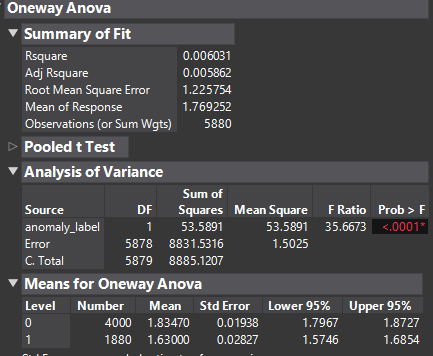 Oneway Anova
Summary of Fit
Rsquare 0.006031
Adj Rsquare 0.005862
Root Mean Square Error 1.225754
Mean of Response 1.769252
Observations (or Sum Wgts) 5880
Pooled t Test
Analysis of Variance
Sum of
Source DF Squares Mean Square F Ratio Prob > F
anomaly_label 1 53.5891 53.5891 35.6673 <.0001*
Error 5878 8831.5316 1.5025
C. Total 5879 8885.1207
Means for Oneway Anova
Level Number Mean Std Error Lower 95% Upper 95%
0 4000 1.83470 0.01938 1.7967 1.8727
1 1880 1.63000 0.02827 1.5746 1.6854